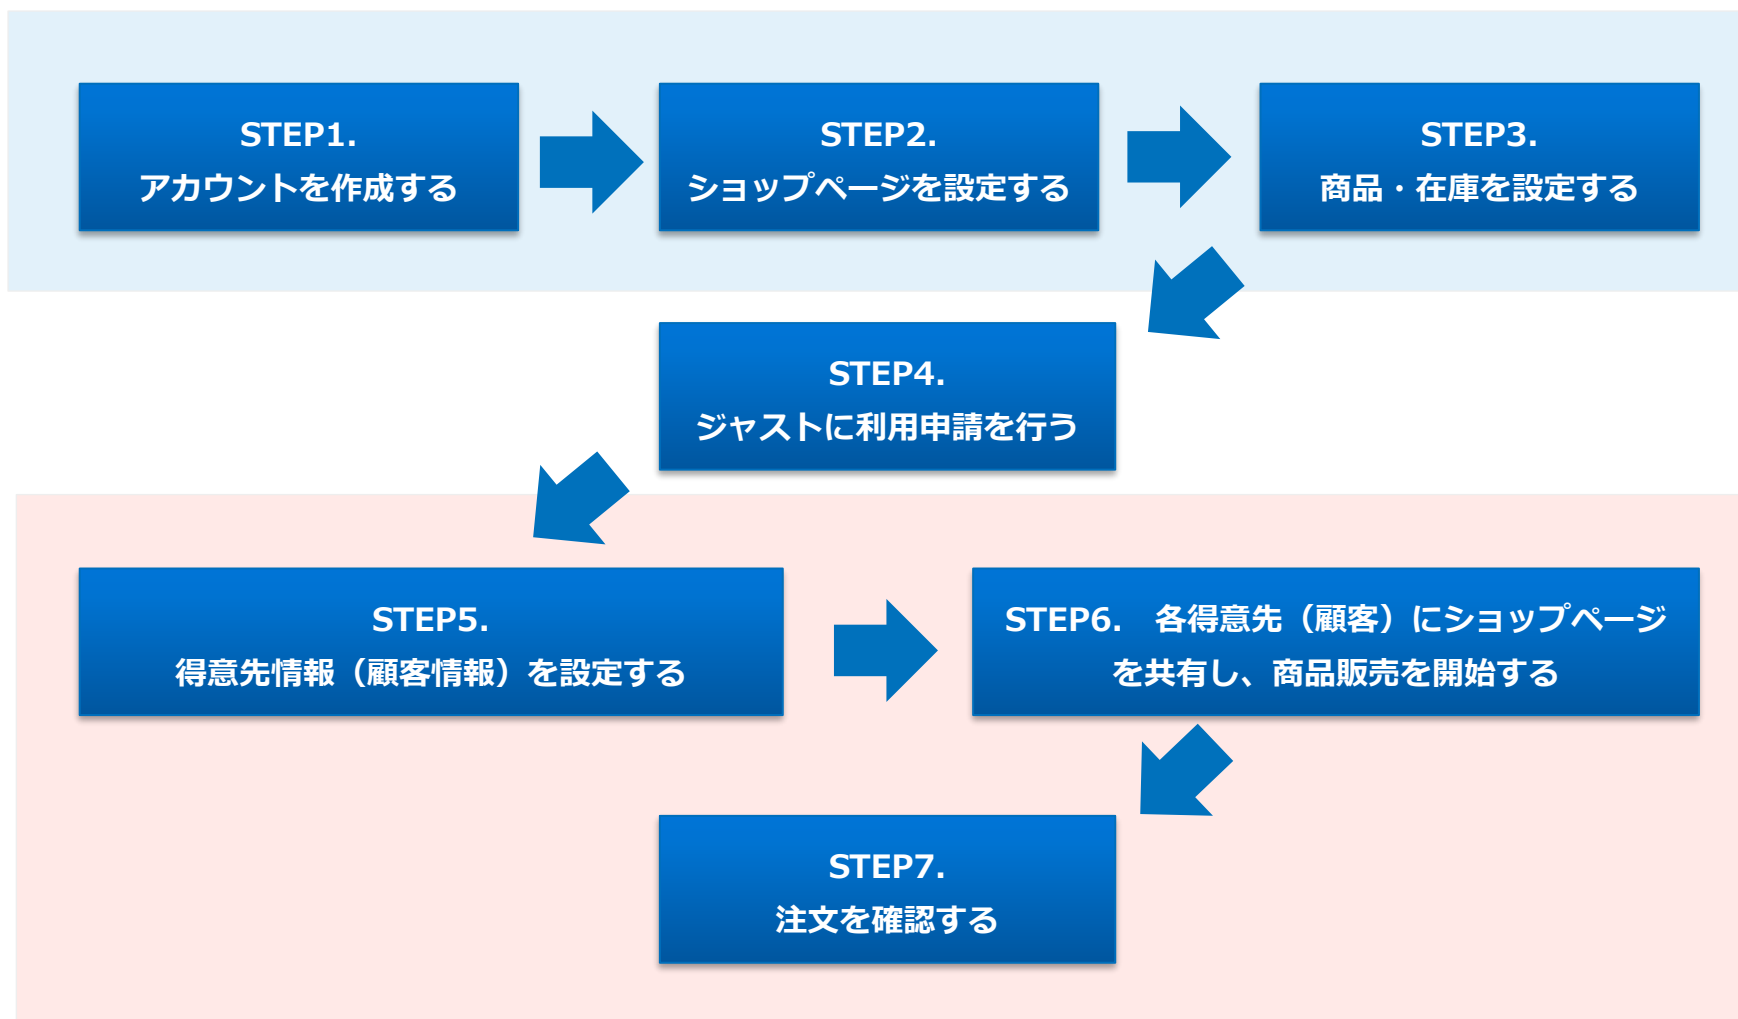 STEP1.
アカウントを作成する
STEP2.
ショップページを設定する
STEP3.
商品・在庫を設定する
STEP4.
ジャストに利用申請を行う
STEP5.
得意先情報（顧客情報）を設定する
STEP6.　各得意先（顧客）にショップページ
を共有し、商品販売を開始する
STEP7.
注文を確認する